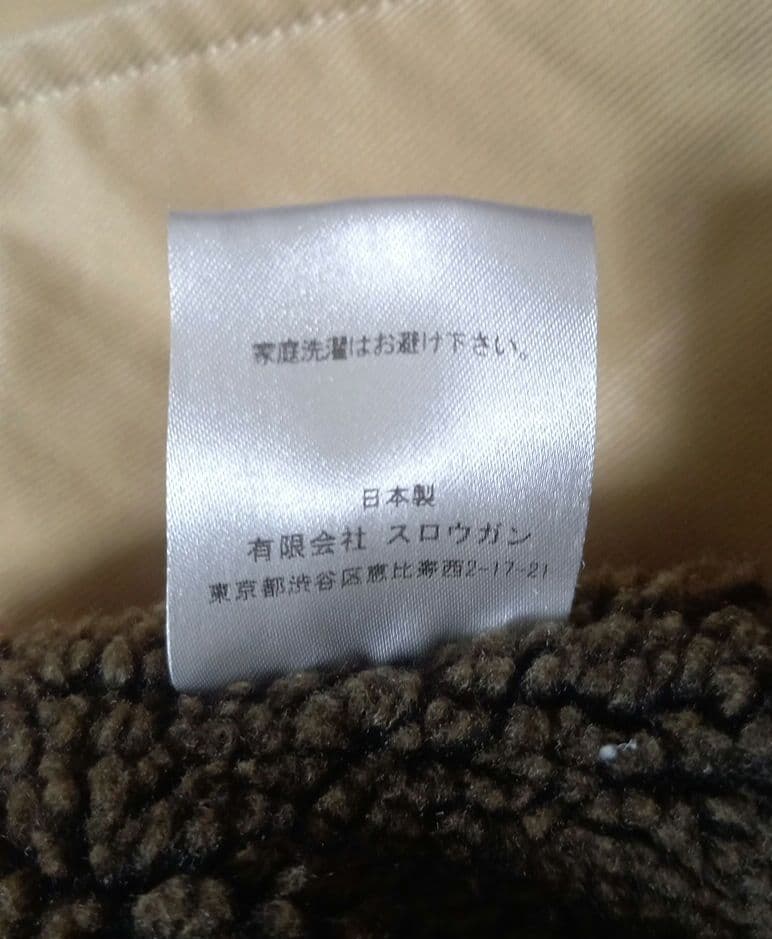 家庭洗濯はお避け下さい。
日本製
有限会社 スロウガン
東京都渋谷区恵比寿西2-17-21